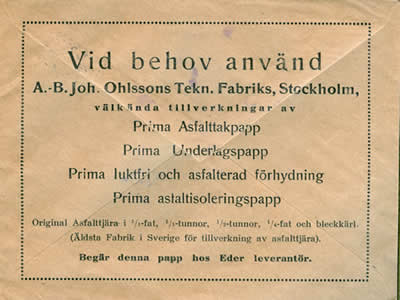 Vid behov använd
A.-B. Joh. Ohlssons Tekn. Fabriks, Stockholm,
välkända tillverkningar av
Prima Asfalttakpapp
Prima Underlagspapp
Prima luktfri och asfalterad förhydning
Prima asfaltisoleringspapp
Original Asfalttjära i ¹/₁-fat, ¹/₁-tunnor, ¹/₂-tunnor, ¹/₄-fat och bleckkärl.
(Äldsta Fabrik i Sverige för tillverkning av asfalttjära).
Begär denna papp hos Eder leverantör.